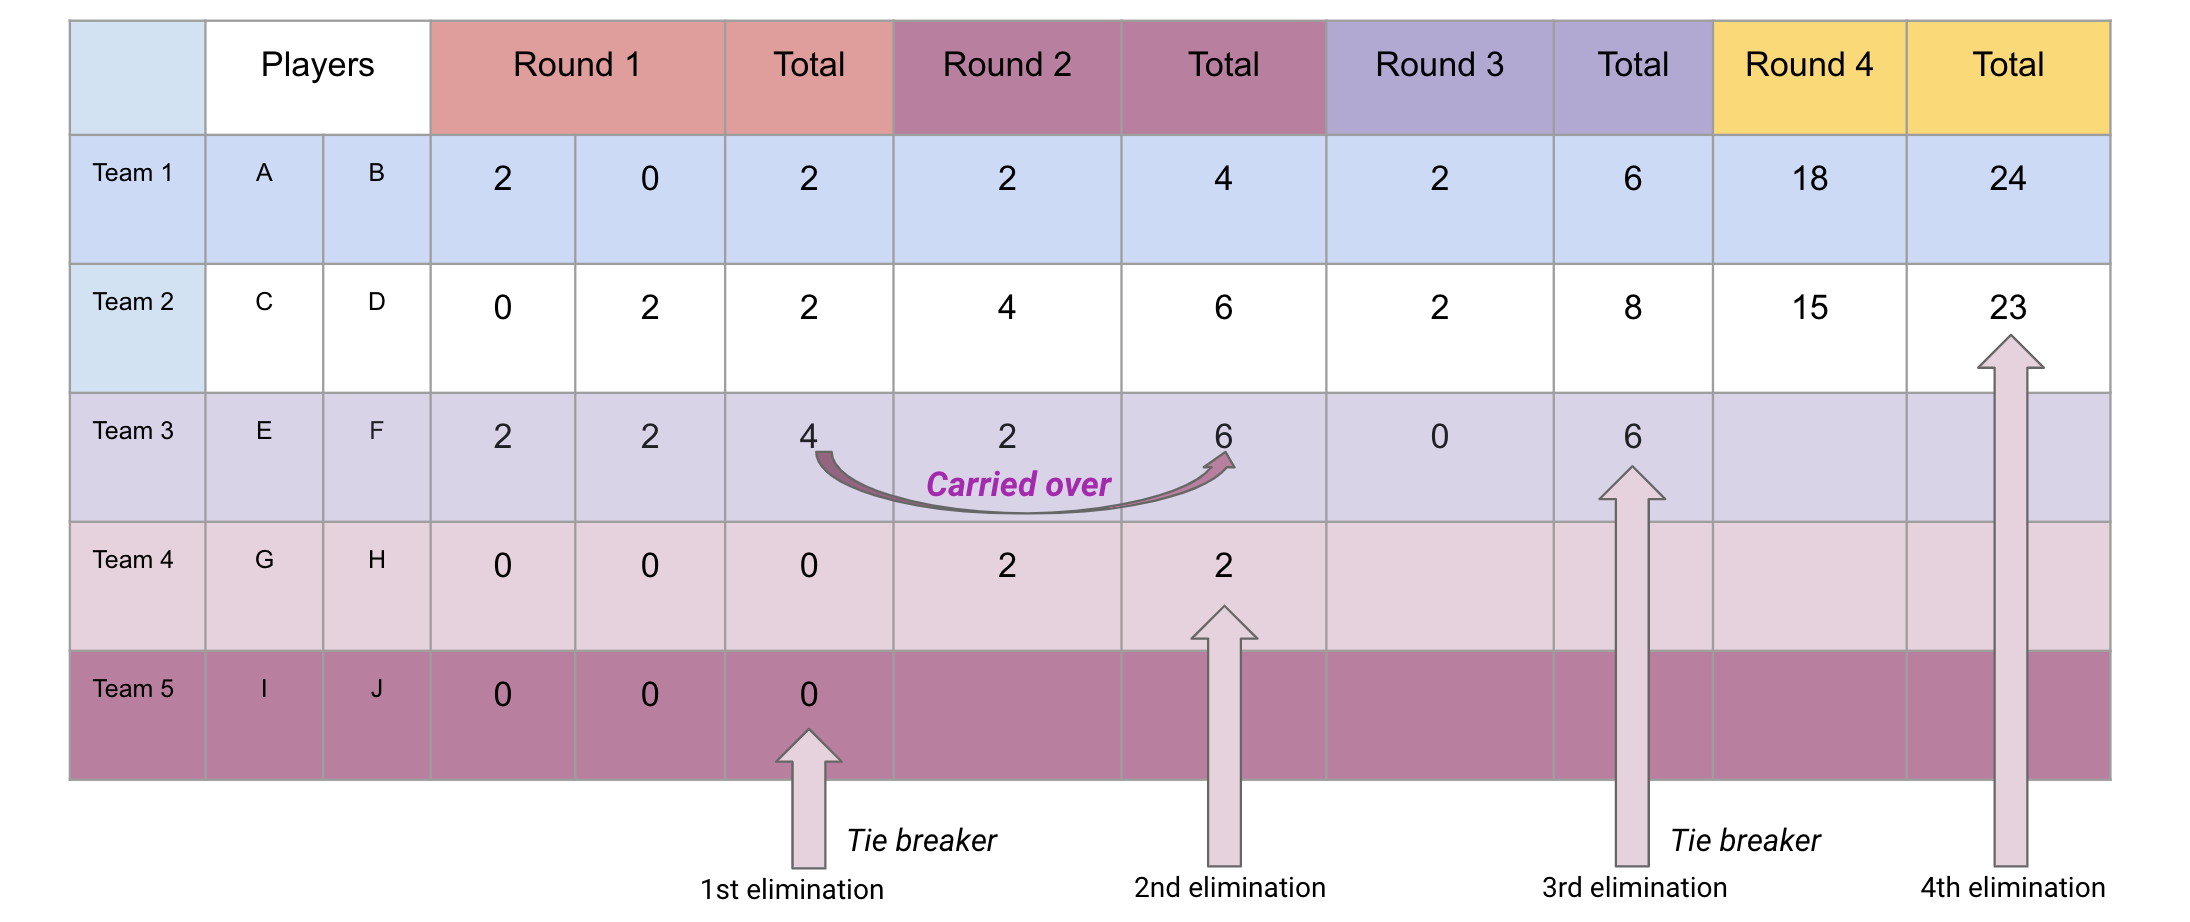 Players Round 1 Total Round 2 Total Round 3 Total Round 4 Total
Team 1 A B 2 0 2 2 4 2 6 18 24
Team 2 C D 0 2 2 4 6 2 8 15 23
Team 3 E F 2 2 4 2 6 0 6
Carried over
Team 4 G H 0 0 0 2 2
Team 5 I J 0 0 0
Tie breaker Tie breaker
1st elimination 2nd elimination 3rd elimination 4th elimination